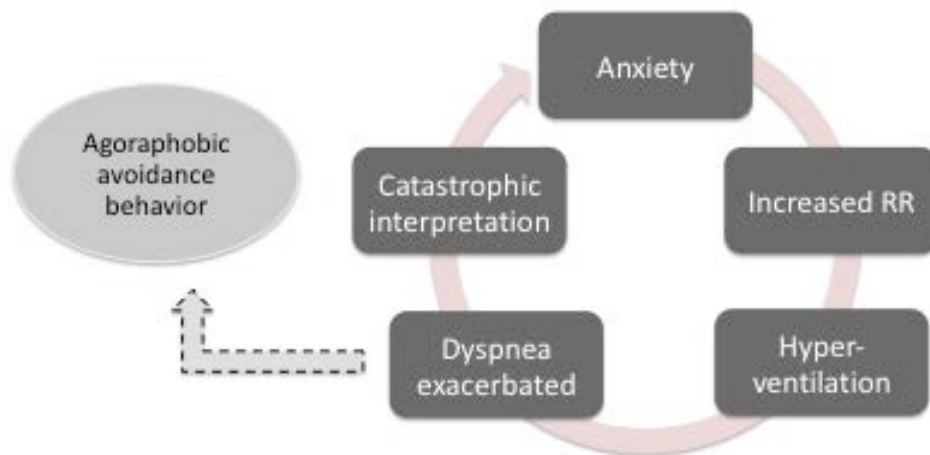 Anxiety
Increased RR
Hyper-
ventilation
Dyspnea
exacerbated
Catastrophic
interpretation
Agoraphobic
avoidance
behavior